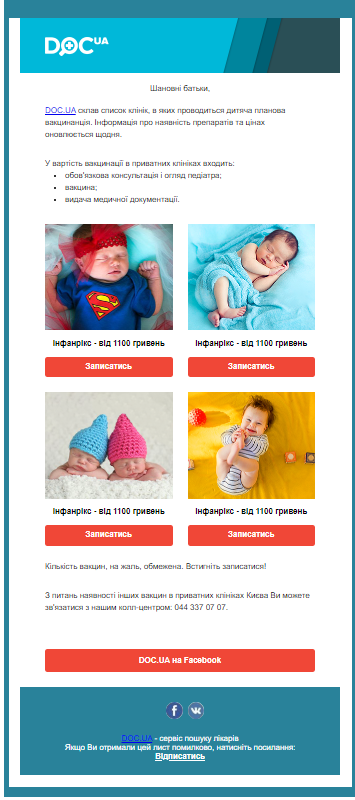 DOC UA
Шановні батьки,
DOC.UA склав список клінік, в яких проводиться дитяча планова
вакцинанція. Інформація про наявність препаратів та цінах
оновлюється щодня.
У вартість вакцинації в приватних клініках входить:
• обов'язкова консультація і огляд педіатра;
• вакцина;
• видача медичної документації.
Інфанрікс - від 1100 гривень
Інфанрікс - від 1100 гривень
Записатись
Записатись
Інфанрікс - від 1100 гривень
Інфанрікс - від 1100 гривень
Записатись
Записатись
Кількість вакцин, на жаль, обмежена. Встигніть записатися!
З питань наявності інших вакцин в приватних клініках Києва Ви можете
зв'язатися з нашим колл-центром: 044 337 07 07.
DOC.UA на Facebook
DOC.UA - сервіс пошуку лікарів
Якщо Ви отримали цей лист помилково, натисніть посилання:
Відписатись